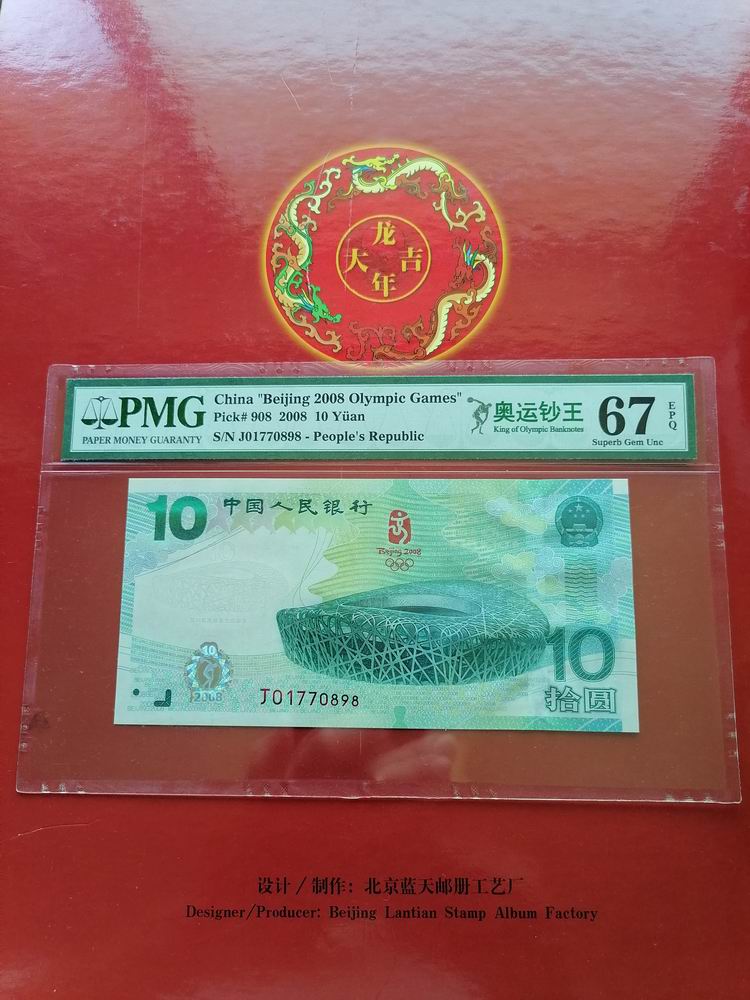 龙
大 吉
年
PMG
PAPER MONEY GUARANTY
China "Beijing 2008 Olympic Games"
Pick# 908 2008 10 Yüan
S/N J01770898 - People's Republic
奥运钞王
King of Olympic Banknotes
67
EPQ
Superb Gem Unc
10
中国人民银行
Beijing 2008
10
2008
J01770898
10
拾圆
设计/制作: 北京蓝天邮册工艺厂
Designer/Producer: Beijing Lantian Stamp Album Factory